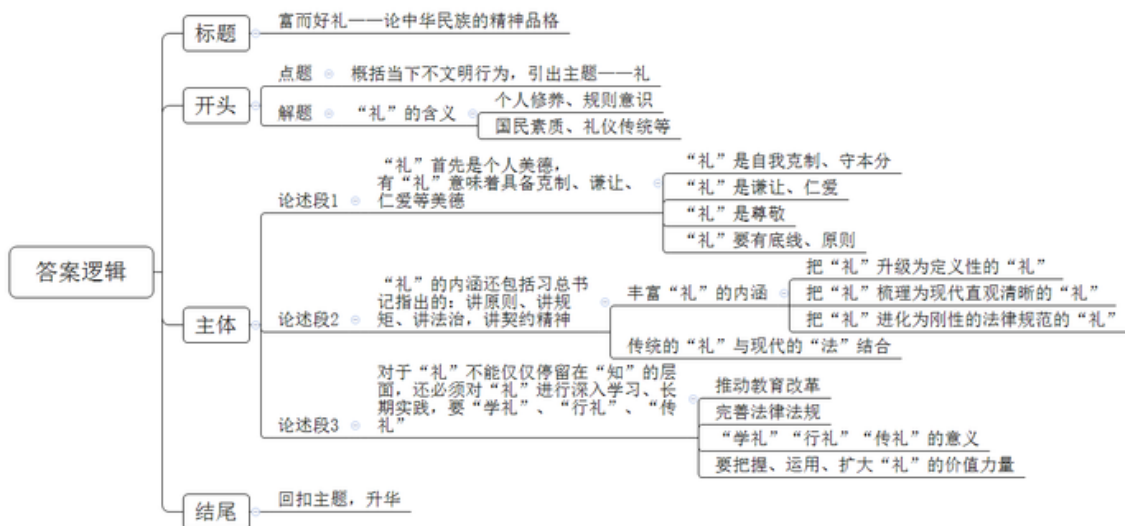 答案逻辑
标题
富而好礼——论中华民族的精神品格
开头
点题
概括当下不文明行为，引出主题——礼
解题
“礼”的含义
个人修养、规则意识
国民素质、礼仪传统等
主体
论述段1
“礼”首先是个人美德，
有“礼”意味着具备克制、谦让、
仁爱等美德
“礼”是自我克制、守本分
“礼”是谦让、仁爱
“礼”是尊敬
“礼”要有底线、原则
论述段2
“礼”的内涵还包括习总书
记指出的：讲原则、讲规
矩、讲法治，讲契约精神
丰富“礼”的内涵
把“礼”升级为定义性的“礼”
把“礼”梳理为现代直观清晰的“礼”
把“礼”进化为刚性的法律规范的“礼”
传统的“礼”与现代的“法”结合
论述段3
对于“礼”不能仅仅停留在“知”的层
面，还必须对“礼”进行深入学习、长
期实践，要“学礼”、“行礼”、“传
礼”
推动教育改革
完善法律法规
“学礼”“行礼”“传礼”的意义
要把握、运用、扩大“礼”的价值力量
结尾
回扣主题，升华